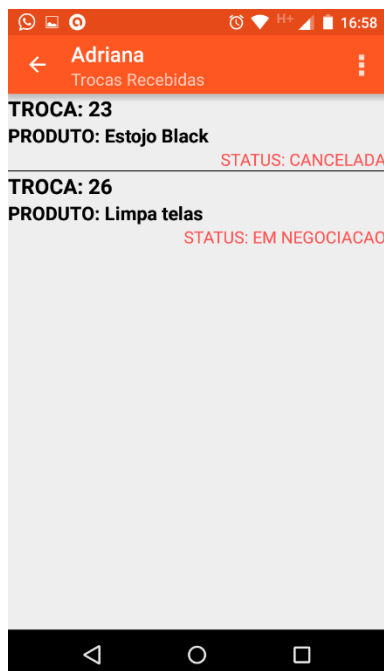 H+ 16:58
Adriana
Trocas Recebidas
TROCA: 23
PRODUTO: Estojo Black
STATUS: CANCELADA
TROCA: 26
PRODUTO: Limpa telas
STATUS: EM NEGOCIACAO